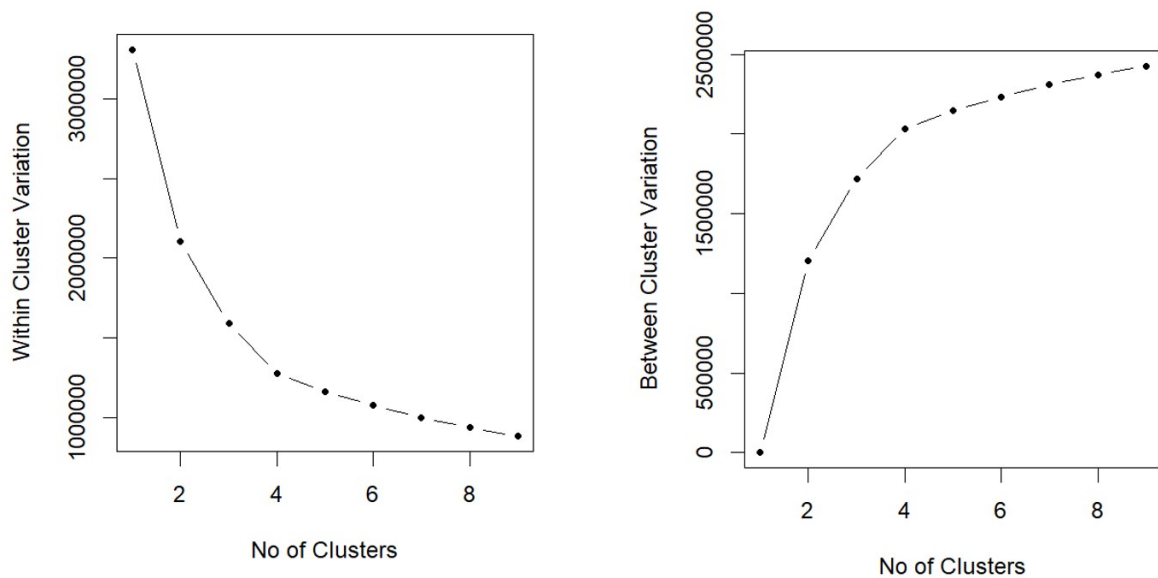 Within Cluster Variation
3000000
2000000
1000000
2 4 6 8
No of Clusters
Between Cluster Variation
2500000
1500000
500000
0
2 4 6 8
No of Clusters